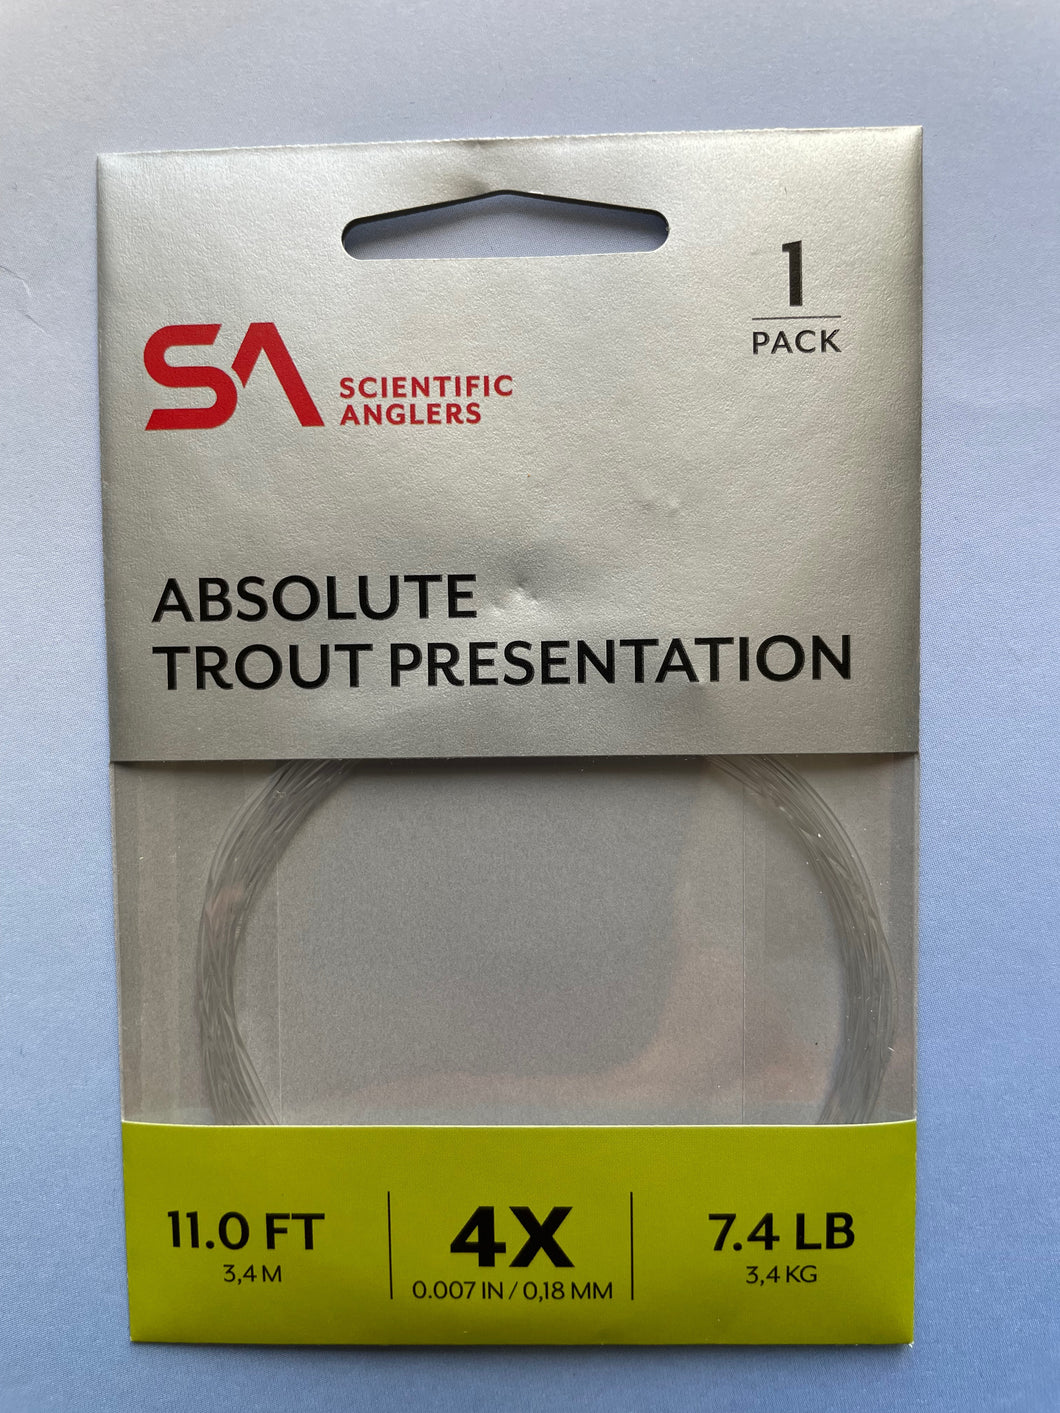 1
PACK
SA
SCIENTIFIC
ANGLERS
ABSOLUTE
TROUT PRESENTATION
11.0 FT
3,4 M
4X
0.007 IN / 0,18 MM
7.4 LB
3,4 KG